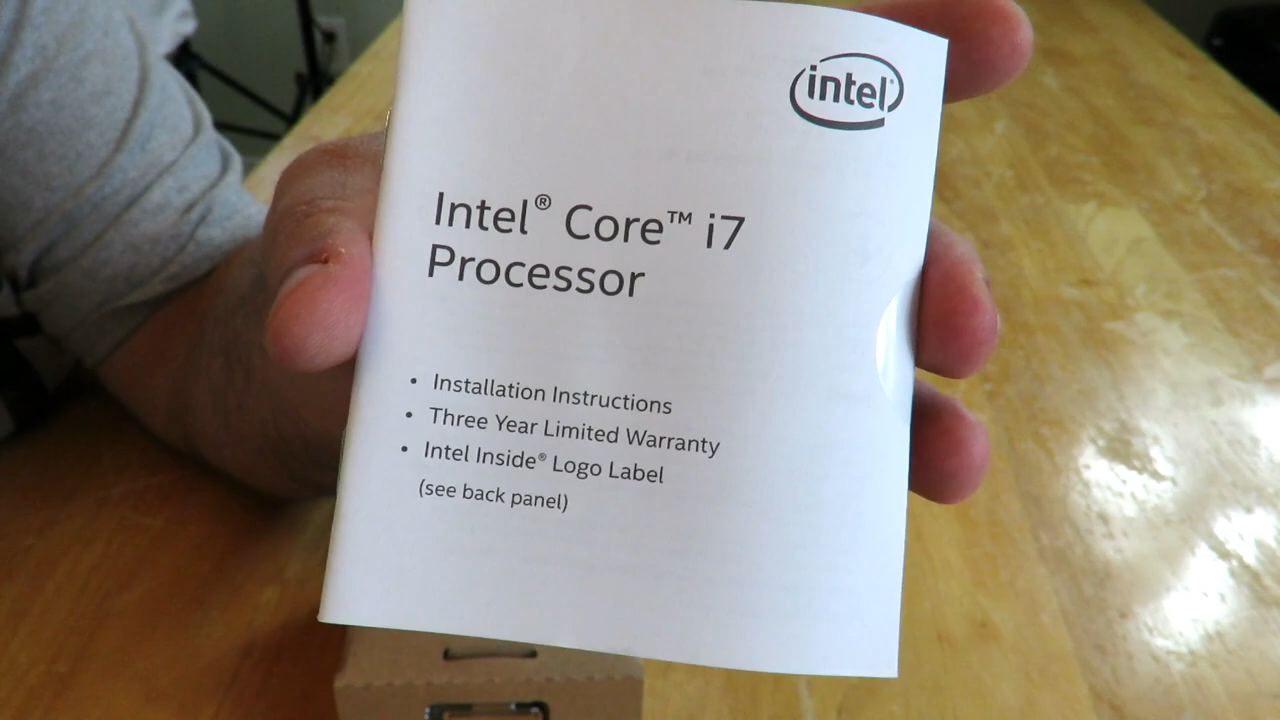 intel
Intel® Core™ i7
Processor
• Installation Instructions
• Three Year Limited Warranty
• Intel Inside® Logo Label
(see back panel)